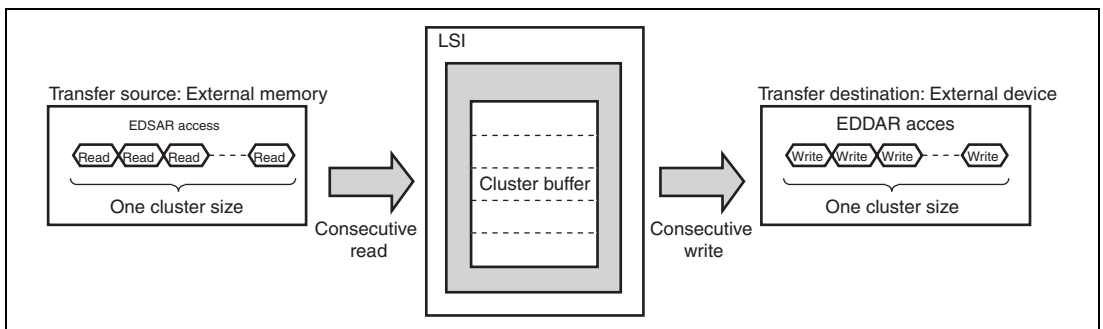 LSI
Transfer source: External memory
EDSAR access
Read Read Read Read
One cluster size
Consecutive
read
Cluster buffer
Consecutive
write
Transfer destination: External device
EDDAR acces
Write Write Write Write
One cluster size